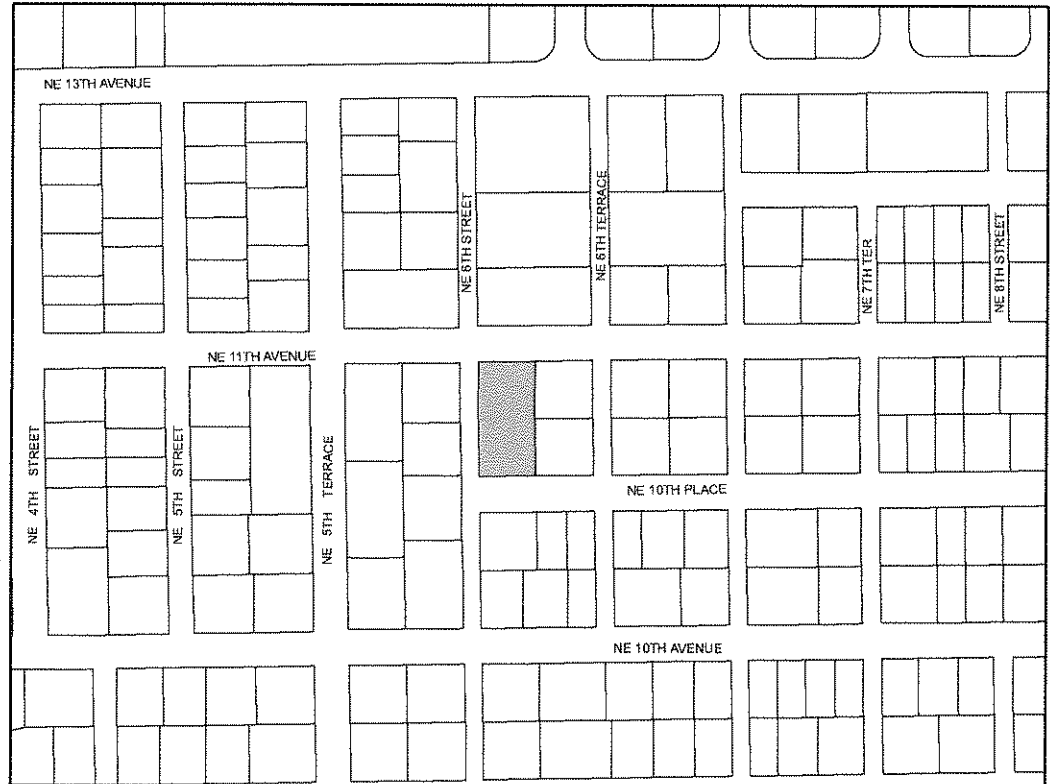 NE 13TH AVENUE
NE 6TH STREET
NE 6TH TERRACE
NE 7TH TER
NE 8TH STREET
NE 11TH AVENUE
NE 4TH STREET
NE 5TH STREET
NE 5TH TERRACE
NE 10TH PLACE
NE 10TH AVENUE